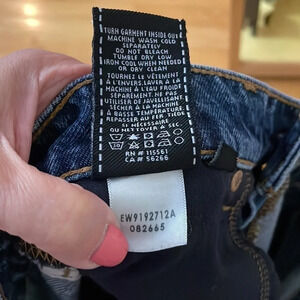 TURN GARMENT INSIDE OUT
MACHINE WASH COLD
SEPARATELY
DO NOT BLEACH
TUMBLE DRY LOW
IRON COOL WHEN NEEDED
OR DRY CLEAN
TOURNEZ LE VÊTEMENT
À L'ENVERS LAVER À LA
MACHINE À L'EAU FROIDE
SÉPARÉMENT. NE PAS
UTILISER DE JAVELLISANT
SÉCHER À LA MACHINE
À BASSE TEMPÉRATURE
REPASSER AU FER TIÈDE
SI NÉCESSAIRE
OU NETTOYER À SEC
RN # 115561
CA # 56266
EW9192712A
082665